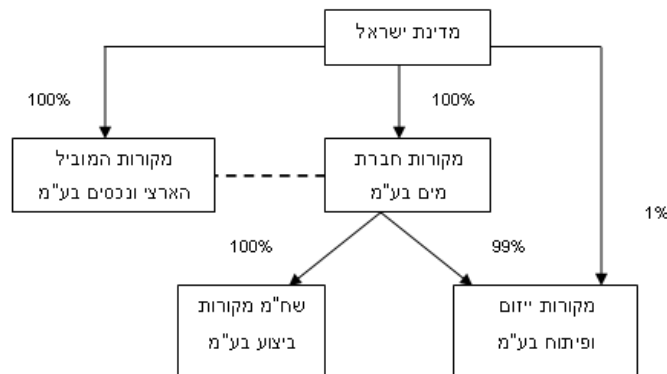 מדינת ישראל
100%
100%
מקורות המוביל
הארצי ונכסים בע"מ
מקורות חברת
מים בע"מ
1%
100%
99%
שח"מ מקורות
ביצוע בע"מ
מקורות ייזום
ופיתוח בע"מ